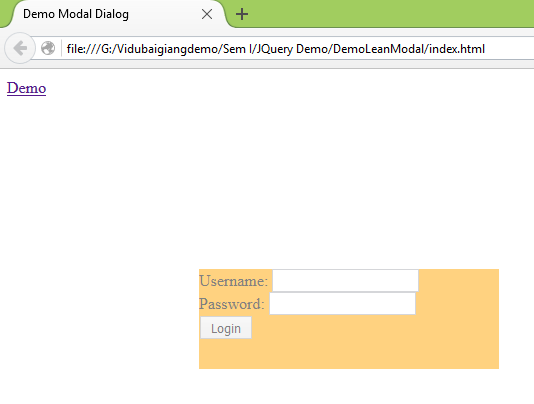 Demo Modal Dialog
file:///G:/Vidubaigiangdemo/Sem I/JQuery Demo/DemoLeanModal/index.html
Demo
Username:
Password:
Login